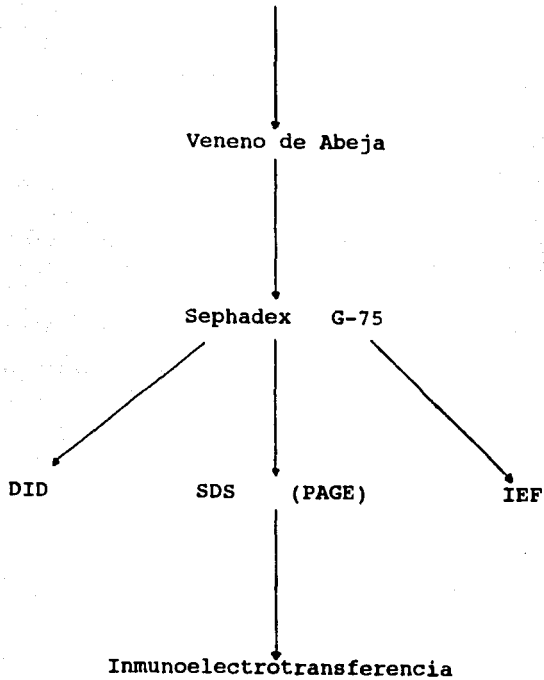 Veneno de Abeja
Sephadex G-75
DID SDS (PAGE) IEF
Inmunoelectrotransferencia